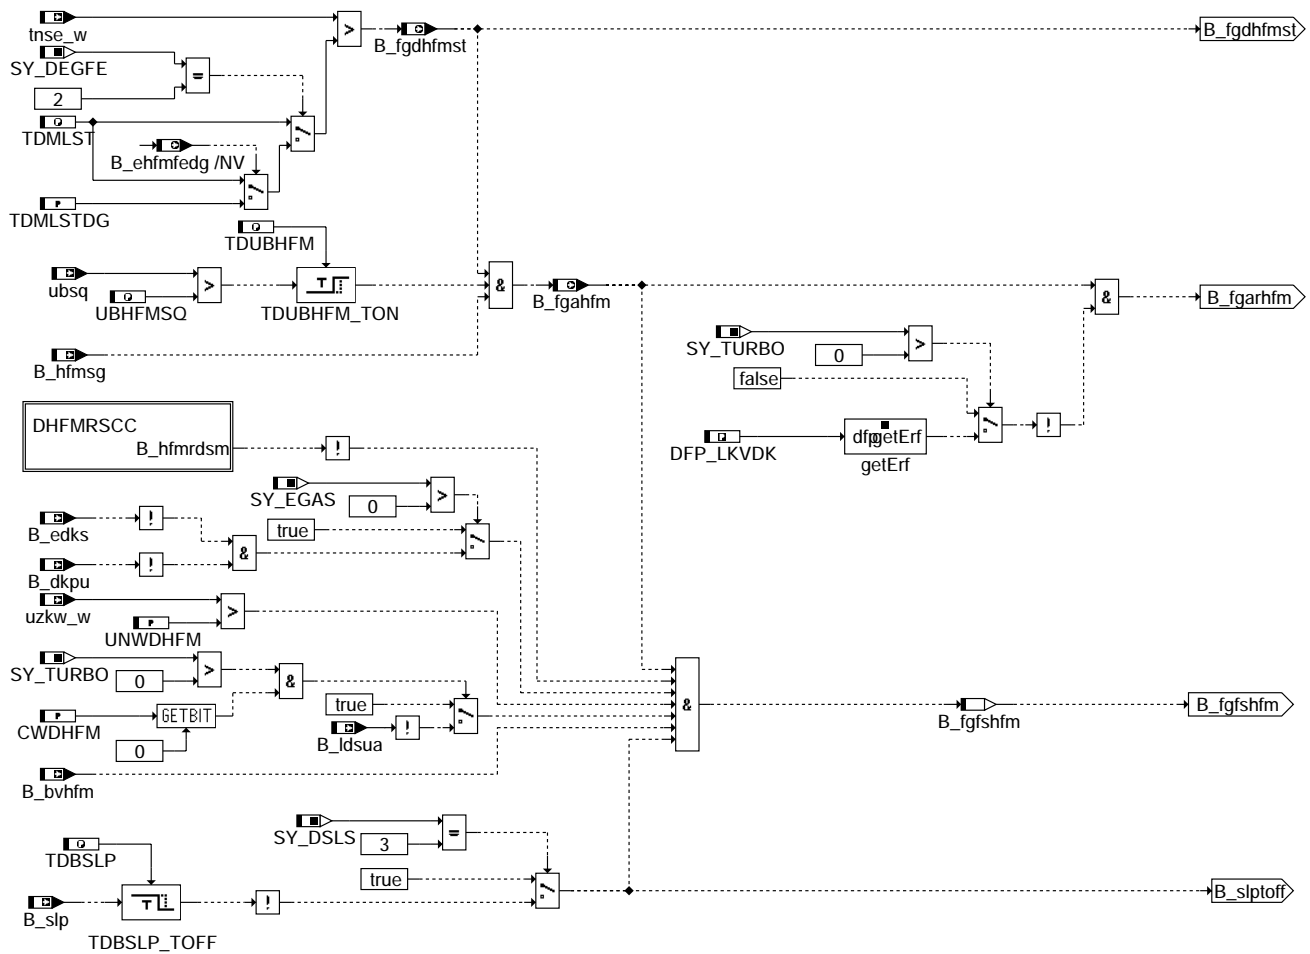 tnse_w
B_fgdhfmst
B_fgdhfmst
SY_DEGFE
2
TDMLST
B_ehfmfedg /NV
TDMLSTDG
TDUBHFM
ubsq
UBHFMSQ
TDUBHFM_TON
&
B_fgahfm
&
B_fgarhfm
B_hfmsg
SY_TURBO
0
false
DFP_LKVDK
dfp getErf
getErf
!
DHFMRSCC
B_hfmrdsm
!
SY_EGAS
0
B_edks
!
true
&
B_dkpu
!
uzkw_w
UNWDHFM
SY_TURBO
0
&
CWDHFM
GETBIT
0
true
B_ldsua
!
&
B_fgfshfm
B_fgfshfm
B_bvhfm
SY_DSLS
3
TDBSLP
true
B_slp
!
TDBSLP_TOFF
B_slptoff